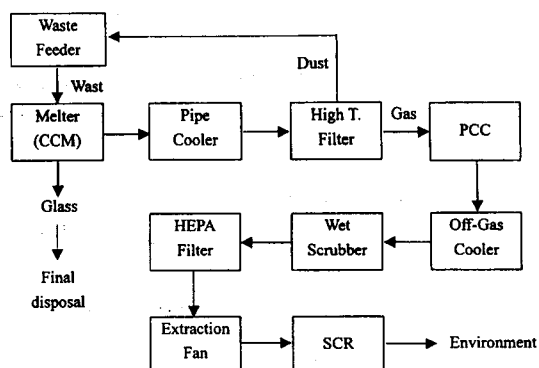 Waste
Feeder
Dust
Wast
Melter
(CCM)
Pipe
Cooler
High T.
Filter
Gas
PCC
Glass
Final
disposal
HEPA
Filter
Wet
Scrubber
Off-Gas
Cooler
Extraction
Fan
SCR
Environment